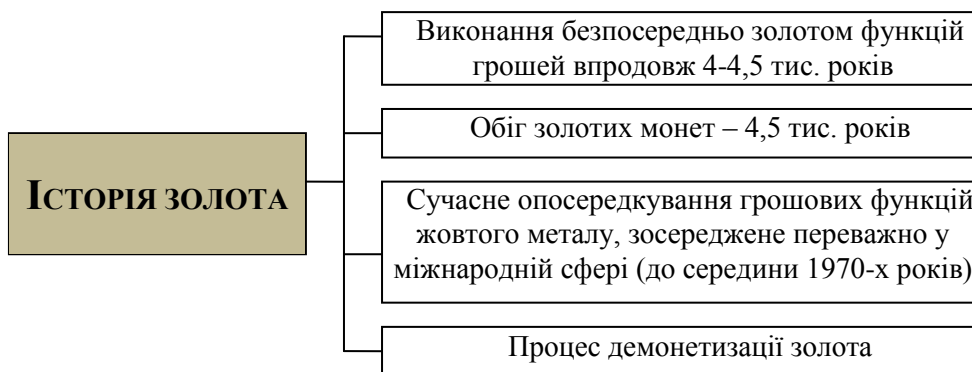 Виконання безпосередньо золотом функцій
грошей впродовж 4-4,5 тис. років
Обіг золотих монет – 4,5 тис. років
ІСТОРІЯ ЗОЛОТА
Сучасне опосередкування грошових функцій
жовтого металу, зосереджене переважно у
міжнародній сфері (до середини 1970-х років)
Процес демонетизації золота